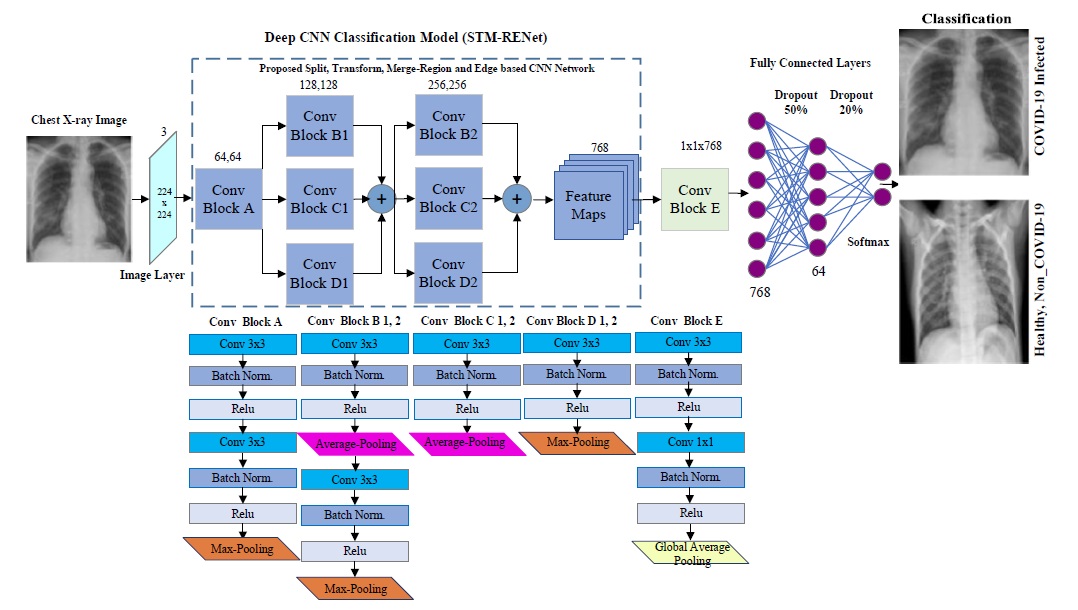 Classification
Deep CNN Classification Model (STM-RENet)
Proposed Split, Transform, Merge-Region and Edge based CNN Network
Chest X-ray Image
3
224
x
224
Image Layer
64,64
Conv
Block A
128,128
Conv
Block B1
Conv
Block C1
Conv
Block D1
+
256,256
Conv
Block B2
Conv
Block C2
Conv
Block D2
+
768
Feature
Maps
1x1x768
Conv
Block E
Fully Connected Layers
Dropout
50%
Dropout
20%
768
64
Softmax
COVID-19 Infected
Healthy, Non_COVID-19
Conv Block A
Conv 3x3
Batch Norm.
Relu
Conv 3x3
Batch Norm.
Relu
Max-Pooling
Conv Block B 1, 2
Conv 3x3
Batch Norm.
Relu
Average-Pooling
Conv 3x3
Batch Norm.
Relu
Max-Pooling
Conv Block C 1, 2
Conv 3x3
Batch Norm.
Relu
Average-Pooling
Conv Block D 1, 2
Conv 3x3
Batch Norm.
Relu
Max-Pooling
Conv Block E
Conv 3x3
Batch Norm.
Relu
Conv 1x1
Batch Norm.
Relu
Global Average
Pooling